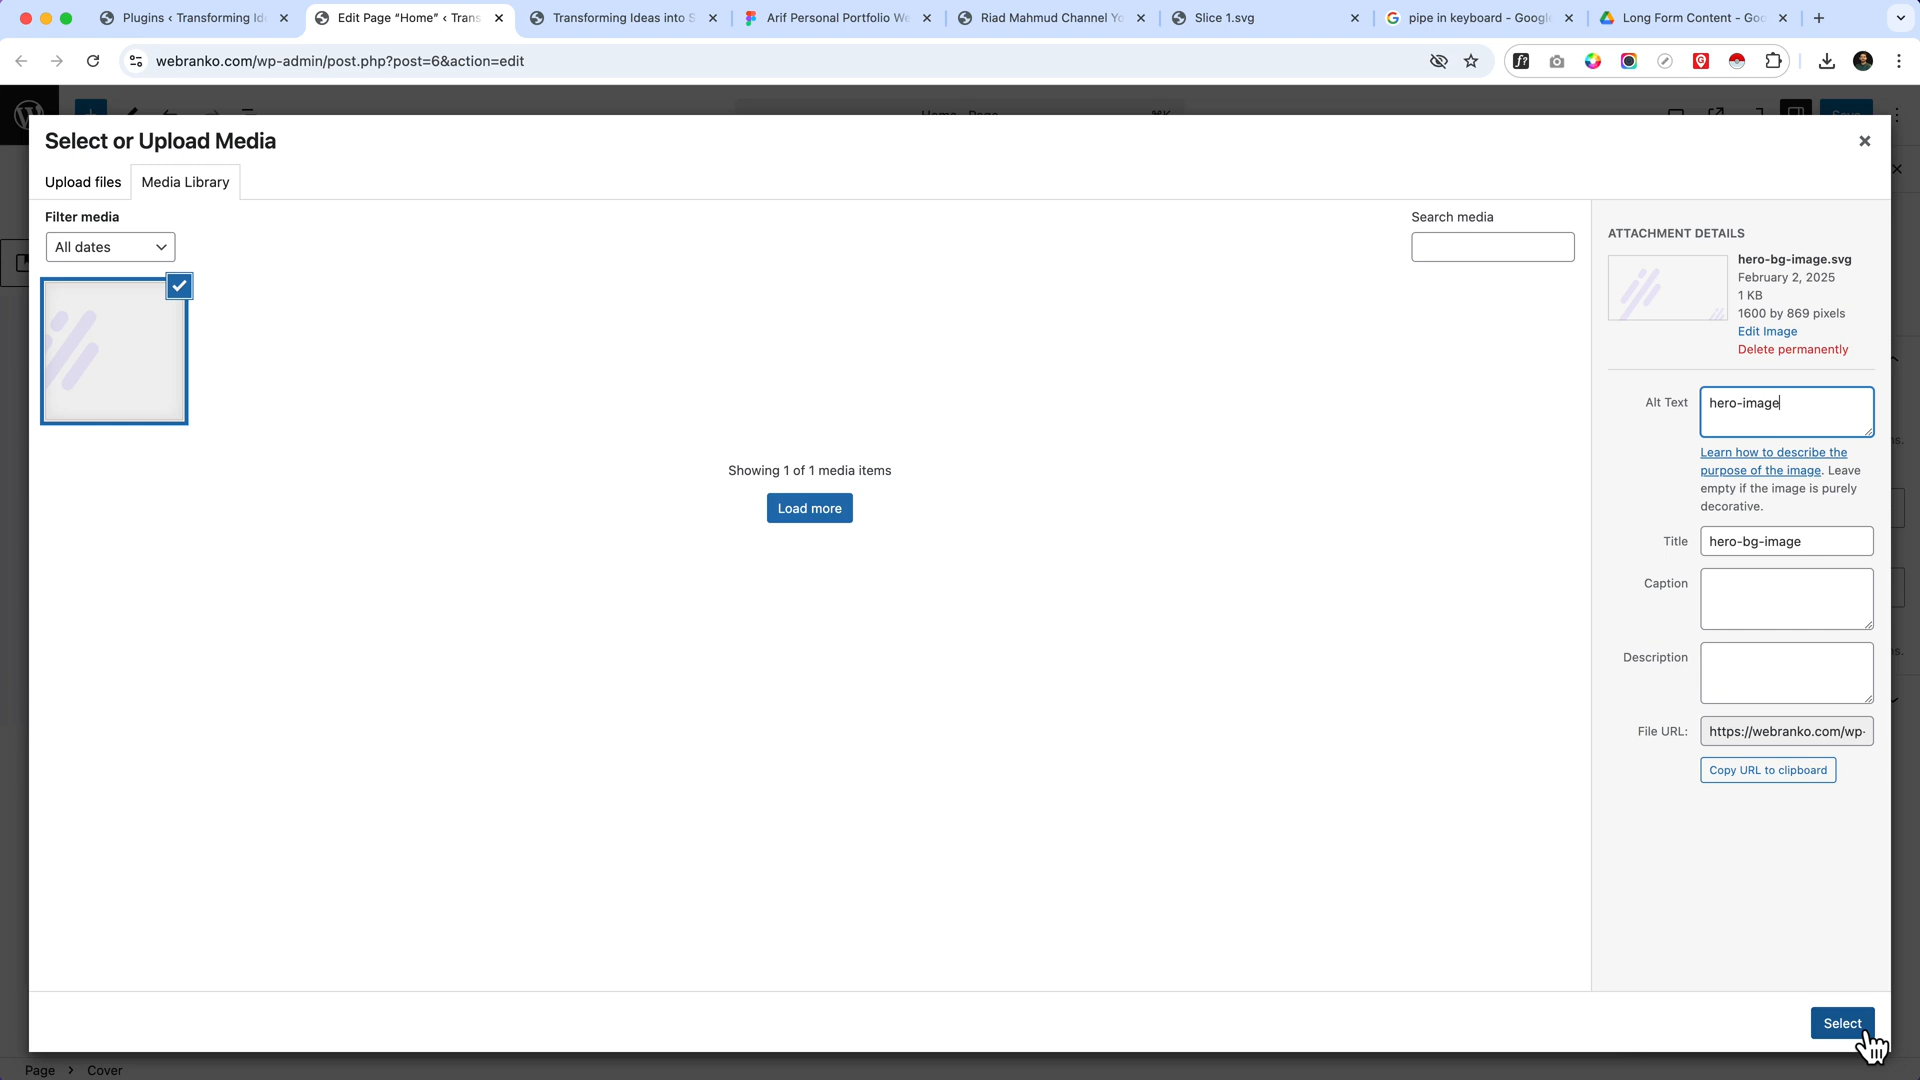 Plugins ‹ Transforming Id
Edit Page “Home” ‹ Trans
Transforming Ideas into S
Arif Personal Portfolio We
Riad Mahmud Channel Yo
Slice 1.svg
pipe in keyboard - Google
Long Form Content - Goo
webranko.com/wp-admin/post.php?post=6&action=edit
Home · Page
⌘K
Save
Select or Upload Media
Upload files
Media Library
Filter media
All dates
Search media
Showing 1 of 1 media items
Load more
ATTACHMENT DETAILS
hero-bg-image.svg
February 2, 2025
1 KB
1600 by 869 pixels
Edit Image
Delete permanently
Alt Text
hero-image
Learn how to describe the
purpose of the image. Leave
empty if the image is purely
decorative.
Title
hero-bg-image
Caption
Description
File URL:
https://webranko.com/wp-
Copy URL to clipboard
Select
Page › Cover